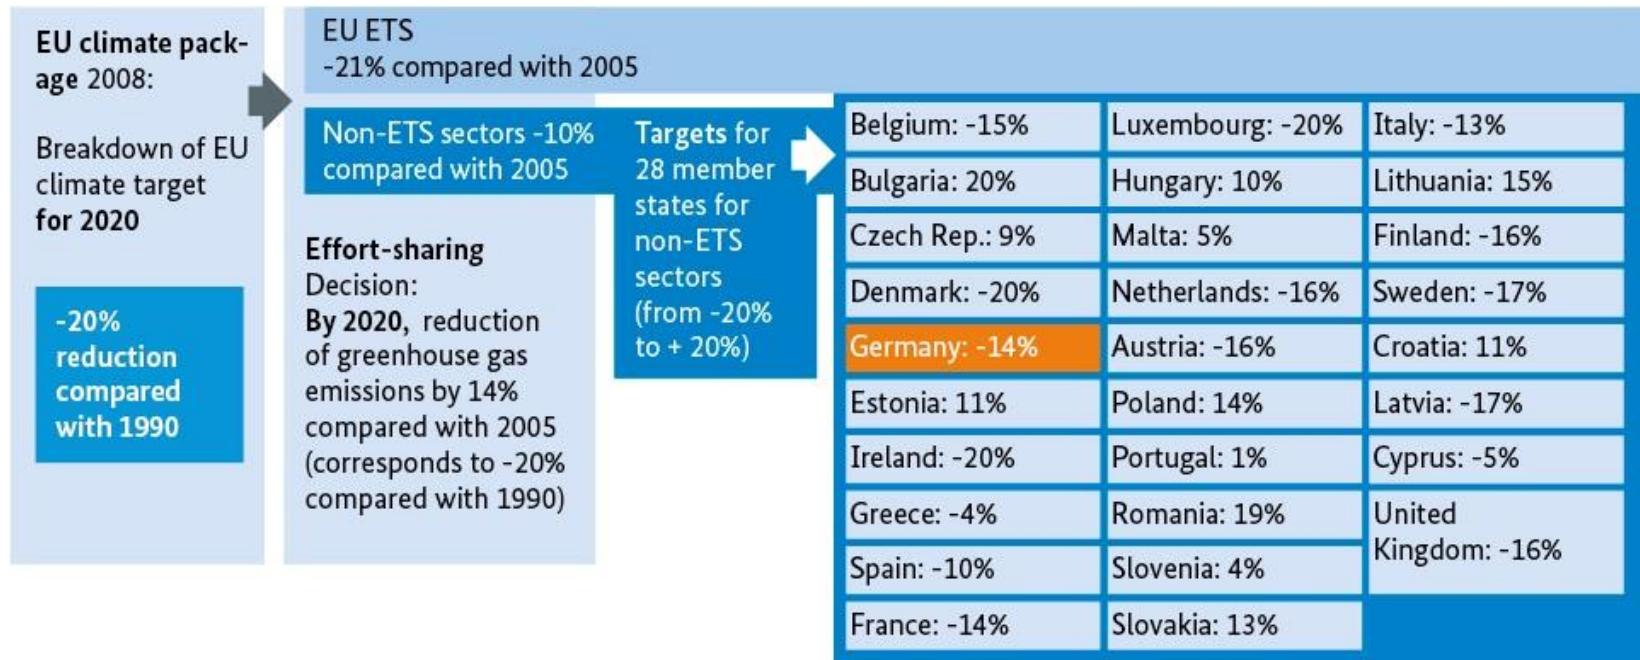 EU climate pack-
age 2008:
Breakdown of EU
climate target
for 2020
-20%
reduction
compared
with 1990
EU ETS
-21% compared with 2005
Non-ETS sectors -10%
compared with 2005
Effort-sharing
Decision:
By 2020, reduction
of greenhouse gas
emissions by 14%
compared with 2005
(corresponds to -20%
compared with 1990)
Targets for
28 member
states for
non-ETS
sectors
(from -20%
to + 20%)
Belgium: -15%
Bulgaria: 20%
Czech Rep.: 9%
Denmark: -20%
Germany: -14%
Estonia: 11%
Ireland: -20%
Greece: -4%
Spain: -10%
France: -14%
Luxembourg: -20%
Hungary: 10%
Malta: 5%
Netherlands: -16%
Austria: -16%
Poland: 14%
Portugal: 1%
Romania: 19%
Slovenia: 4%
Slovakia: 13%
Italy: -13%
Lithuania: 15%
Finland: -16%
Sweden: -17%
Croatia: 11%
Latvia: -17%
Cyprus: -5%
United
Kingdom: -16%